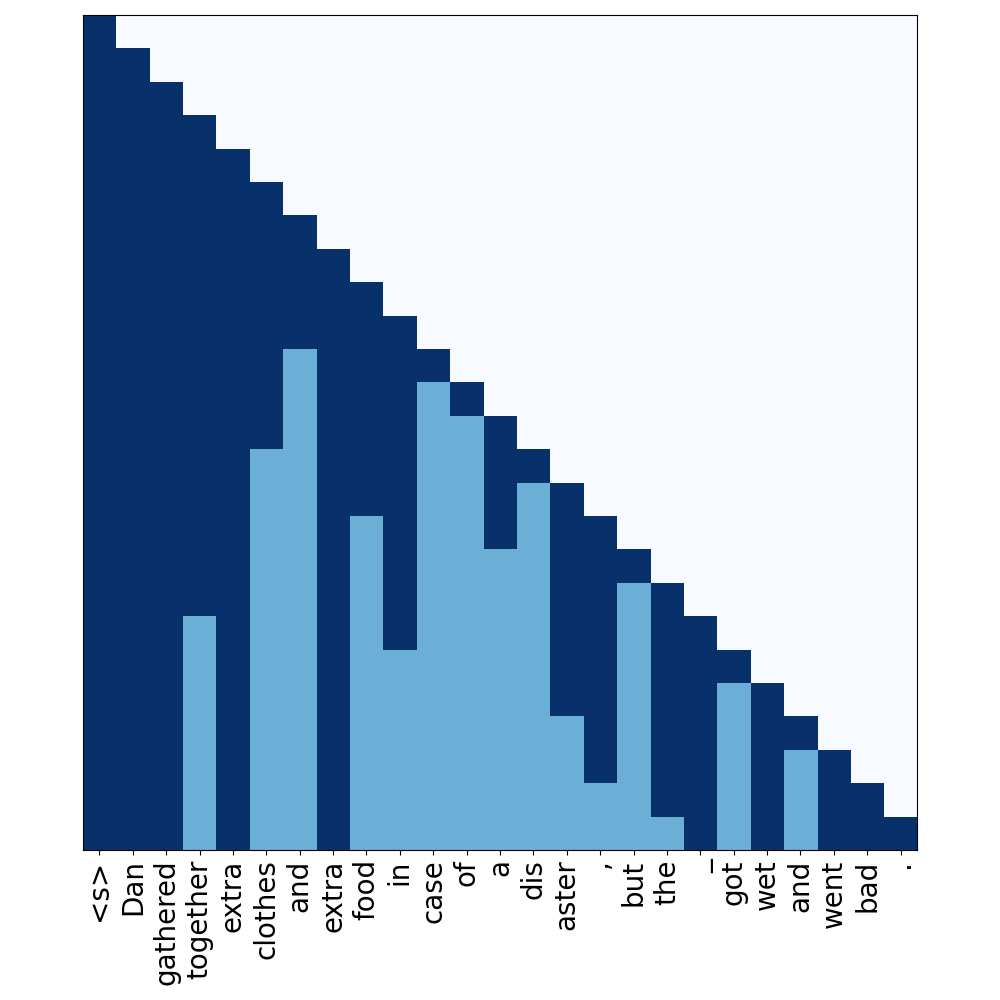 <s>
Dan
gathered
together
extra
clothes
and
extra
food
in
case
of
a
dis
aster
,
but
the
_
got
wet
and
went
bad
.